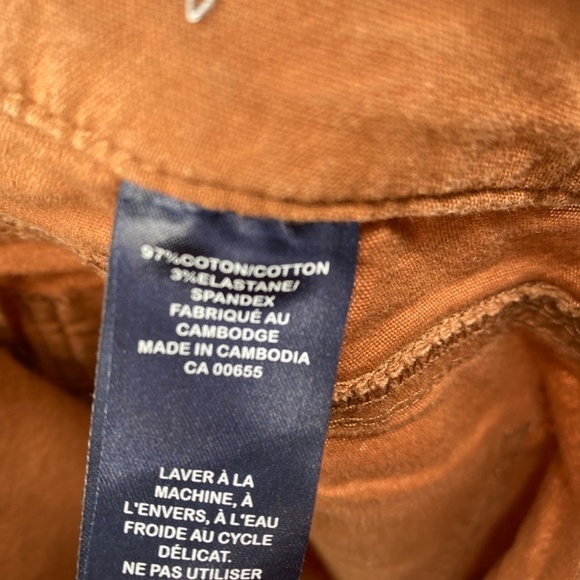 97%COTON/COTTON
3%ELASTANE/
SPANDEX
FABRIQUÉ AU
CAMBODGE
MADE IN CAMBODIA
CA 00655
LAVER À LA
MACHINE, À
L'ENVERS, À L'EAU
FROIDE AU CYCLE
DÉLICAT.
NE PAS UTILISER